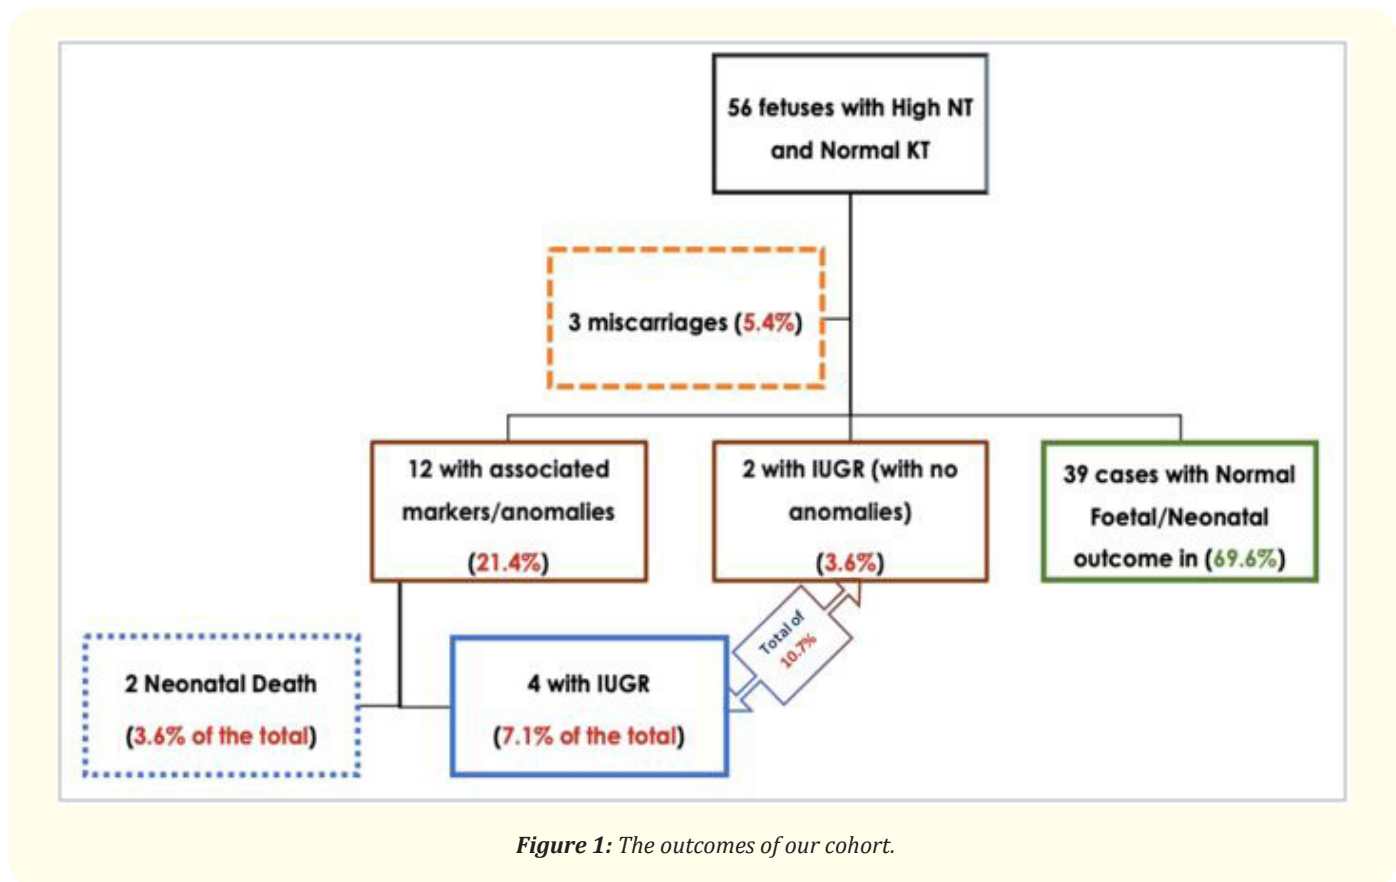 56 fetuses with High NT
and Normal KT
3 miscarriages (5.4%)
12 with associated
markers/anomalies
(21.4%)
2 with IUGR (with no
anomalies)
(3.6%)
39 cases with Normal
Foetal/Neonatal
outcome in (69.6%)
Total of
10.7%
2 Neonatal Death
(3.6% of the total)
4 with IUGR
(7.1% of the total)
Figure 1: The outcomes of our cohort.